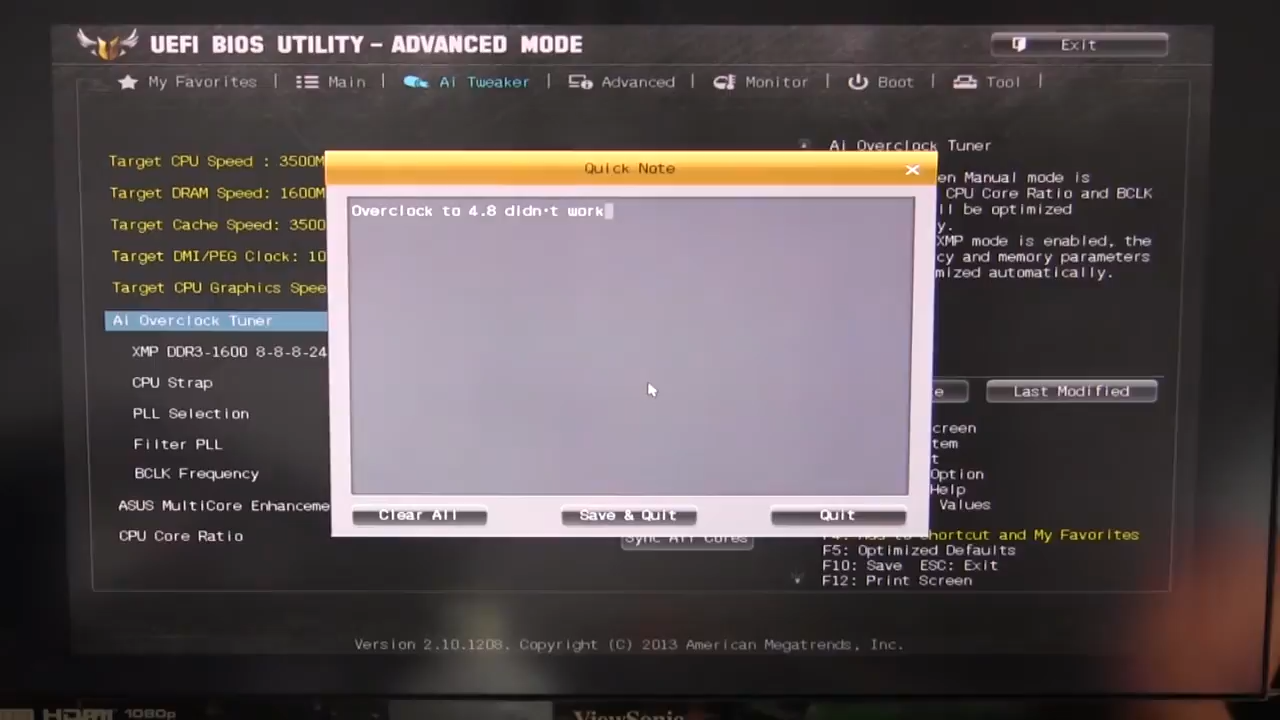 UEFI BIOS UTILITY – ADVANCED MODE
Exit
My Favorites | Main | Ai Tweaker | Advanced | Monitor | Boot | Tool |
Target CPU Speed : 3500M
Target DRAM Speed: 1600M
Target Cache Speed: 3500
Target DMI/PEG Clock: 10
Target CPU Graphics Spee
Ai Overclock Tuner
XMP DDR3-1600 8-8-8-24
CPU Strap
PLL Selection
Filter PLL
BCLK Frequency
ASUS MultiCore Enhanceme
CPU Core Ratio
Sync All Cores
Quick Note
Overclock to 4.8 didn't work
Clear All
Save & Quit
Quit
Ai Overclock Tuner
en Manual mode is
CPU Core Ratio and BCLK
ll be optimized
y.
XMP mode is enabled, the
cy and memory parameters
mized automatically.
e
Last Modified
creen
tem
t
Option
Help
Values
hortcut and My Favorites
F5: Optimized Defaults
F10: Save ESC: Exit
F12: Print Screen
Version 2.10.1208. Copyright (C) 2013 American Megatrends, Inc.
HDMI 1080p
ViewSonic